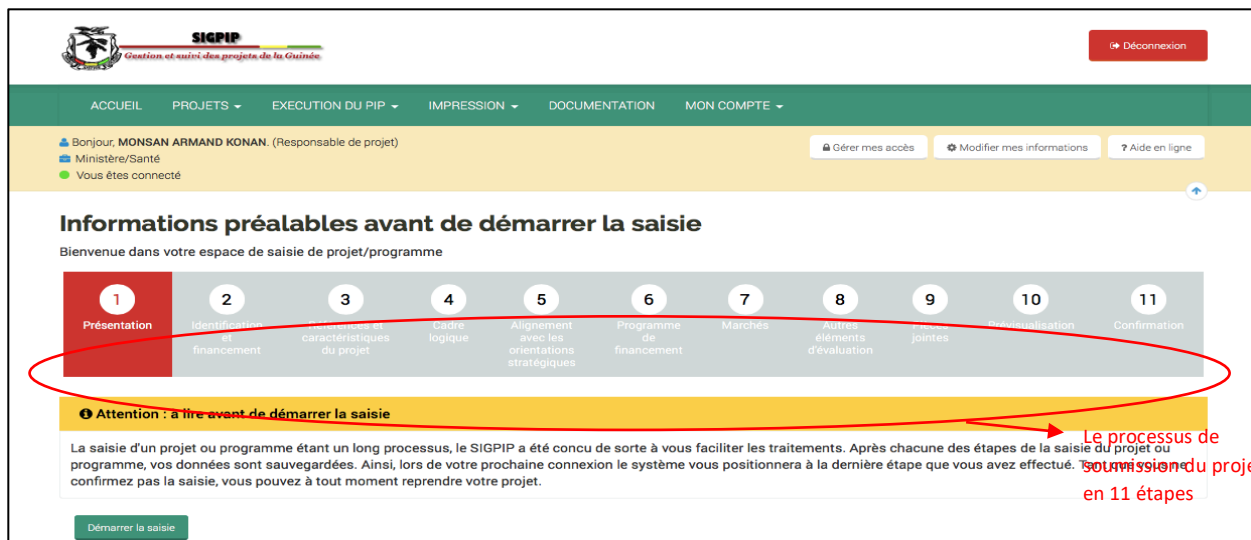 SIGPIP
Gestion et suivi des projets de la Guinée
Déconnexion
ACCUEIL PROJETS EXECUTION DU PIP IMPRESSION DOCUMENTATION MON COMPTE
Bonjour, MONSAN ARMAND KONAN. (Responsable de projet)
Ministère/Santé
Vous êtes connecté
Gérer mes accès Modifier mes informations ? Aide en ligne
Informations préalables avant de démarrer la saisie
Bienvenue dans votre espace de saisie de projet/programme
1 2 3 4 5 6 7 8 9 10 11
Présentation Identification Références et Cadre Alignement Programme Marchés Autres Pièces Prévisualisation Confirmation
et caractéristiques logique avec les de éléments jointes
financement du projet orientations financement d'évaluation
stratégiques
Attention : à lire avant de démarrer la saisie
La saisie d'un projet ou programme étant un long processus, le SIGPIP a été concu de sorte à vous faciliter les traitements. Après chacune des étapes de la saisie du projet ou
programme, vos données sont sauvegardées. Ainsi, lors de votre prochaine connexion le système vous positionnera à la dernière étape que vous avez effectué. Tant que vous ne
confirmez pas la saisie, vous pouvez à tout moment reprendre votre projet.
Le processus de
soumission du proje
en 11 étapes
Démarrer la saisie